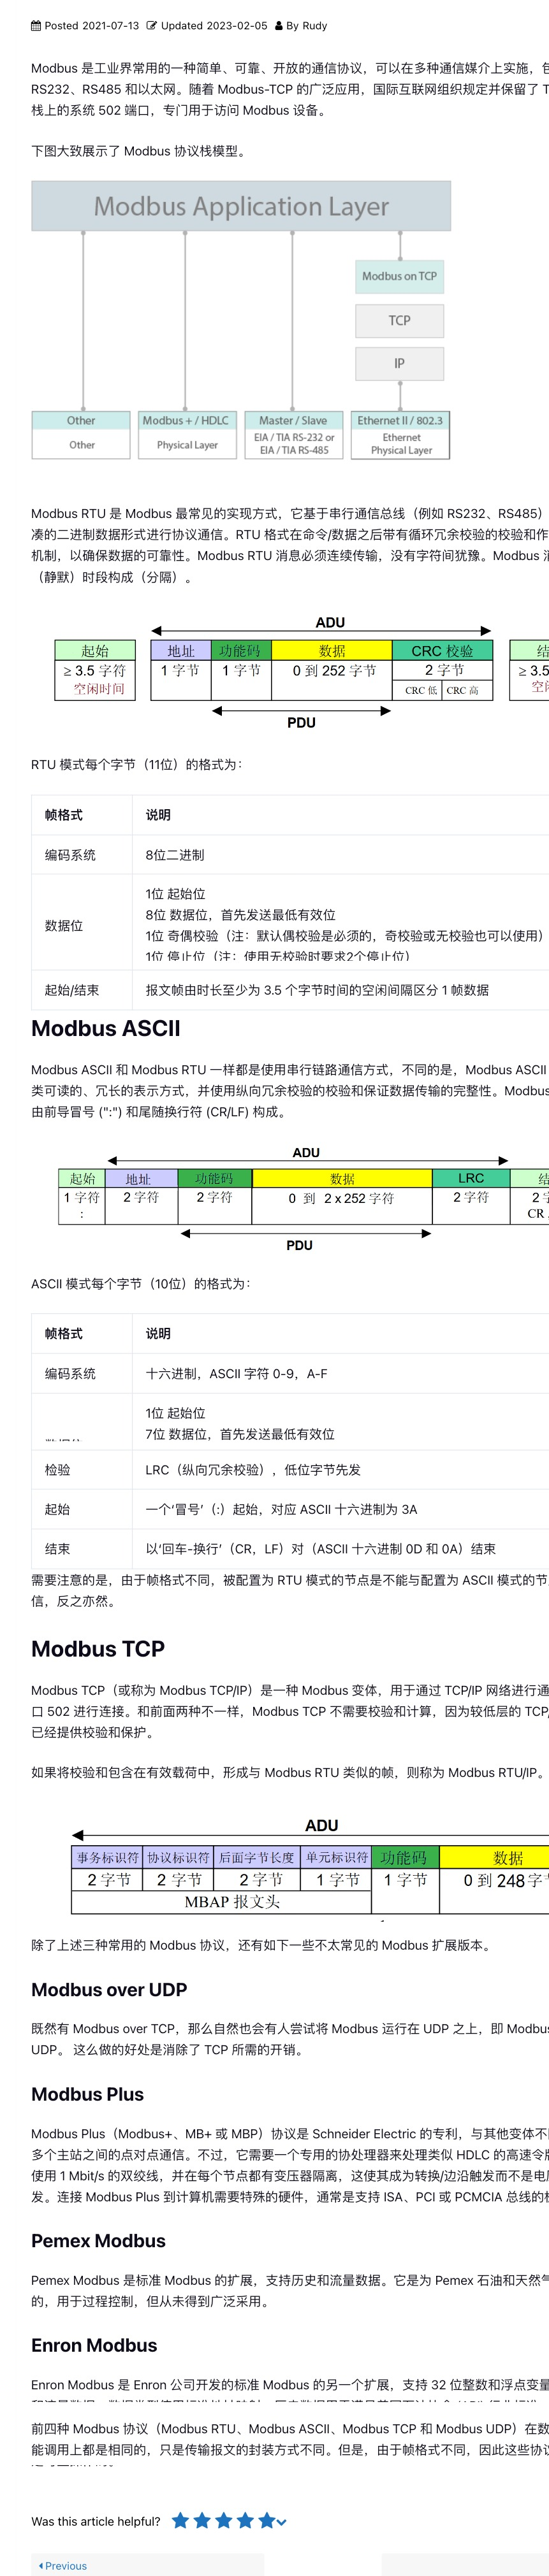 Posted 2021-07-13 Updated 2023-02-05 By Rudy
Modbus 是工业界常用的一种简单、可靠、开放的通信协议，可以在多种通信媒介上实施，
RS232、RS485 和以太网。随着 Modbus-TCP 的广泛应用，国际互联网组织规定并保留了 T
栈上的系统 502 端口，专门用于访问 Modbus 设备。
下图大致展示了 Modbus 协议栈模型。
Modbus Application Layer
Modbus on TCP
TCP
IP
Other Modbus + / HDLC Master / Slave Ethernet II / 802.3
Other Physical Layer EIA / TIA RS-232 or EIA / TIA RS-485 Ethernet Physical Layer
Modbus RTU 是 Modbus 最常见的实现方式，它基于串行通信总线（例如 RS232、RS485）
凑的二进制数据形式进行协议通信。RTU 格式在命令/数据之后带有循环冗余校验的校验和作
机制，以确保数据的可靠性。Modbus RTU 消息必须连续传输，没有字符间犹豫。Modbus
（静默）时段构成（分隔）。
ADU
起始 地址 功能码 数据 CRC 校验
≥ 3.5 字符 1 字节 1 字节 0 到 252 字节 2 字节 ≥ 3.5
空闲时间 CRC 低 CRC 高
PDU
RTU 模式每个字节（11位）的格式为：
帧格式 说明
编码系统 8位二进制
数据位
1位 起始位
8位 数据位，首先发送最低有效位
1位 奇偶校验（注：默认偶校验是必须的，奇校验或无校验也可以使用）
1位 停止位（注：使用无校验时要求2个停止位）
起始/结束 报文帧由时长至少为 3.5 个字节时间的空闲间隔区分 1 帧数据
Modbus ASCII
Modbus ASCII 和 Modbus RTU 一样都是使用串行链路通信方式，不同的是，Modbus ASCII
类可读的、冗长的表示方式，并使用纵向冗余校验的校验和保证数据传输的完整性。Modbus
由前导冒号 (":") 和尾随换行符 (CR/LF) 构成。
ADU
起始 地址 功能码 数据 LRC
1 字符 2 字符 2 字符 0 到 2 x 252 字符 2 字符 2
: CR
PDU
ASCII 模式每个字节（10位）的格式为：
帧格式 说明
编码系统 十六进制，ASCII 字符 0-9，A-F
1位 起始位
7位 数据位，首先发送最低有效位
检验 LRC（纵向冗余校验），低位字节先发
起始 一个‘冒号’（:）起始，对应 ASCII 十六进制为 3A
结束 以‘回车-换行’（CR，LF）对（ASCII 十六进制 0D 和 0A）结束
需要注意的是，由于帧格式不同，被配置为 RTU 模式的节点是不能与配置为 ASCII 模式的节
信，反之亦然。
Modbus TCP
Modbus TCP（或称为 Modbus TCP/IP）是一种 Modbus 变体，用于通过 TCP/IP 网络进行通
口 502 进行连接。和前面两种不一样，Modbus TCP 不需要校验和计算，因为较低层的 TCP/
已经提供校验和保护。
如果将校验和包含在有效载荷中，形成与 Modbus RTU 类似的帧，则称为 Modbus RTU/IP。
ADU
事务标识符 协议标识符 后面字节长度 单元标识符 功能码 数据
2 字节 2 字节 2 字节 1 字节 1 字节 0 到 248 字
MBAP 报文头
除了上述三种常用的 Modbus 协议，还有如下一些不太常见的 Modbus 扩展版本。
Modbus over UDP
既然有 Modbus over TCP，那么自然也会有人尝试将 Modbus 运行在 UDP 之上，即 Modbus
UDP。 这么做的好处是消除了 TCP 所需的开销。
Modbus Plus
Modbus Plus（Modbus+、MB+ 或 MBP）协议是 Schneider Electric 的专利，与其他变体不
多个主站之间的点对点通信。不过，它需要一个专用的协处理器来处理类似 HDLC 的高速令
使用 1 Mbit/s 的双绞线，并在每个节点都有变压器隔离，这使其成为转换/边沿触发而不是电
发。连接 Modbus Plus 到计算机需要特殊的硬件，通常是支持 ISA、PCI 或 PCMCIA 总线的
Pemex Modbus
Pemex Modbus 是标准 Modbus 的扩展，支持历史和流量数据。它是为 Pemex 石油和天然
的，用于过程控制，但从未得到广泛采用。
Enron Modbus
Enron Modbus 是 Enron 公司开发的标准 Modbus 的另一个扩展，支持 32 位整数和浮点变
前四种 Modbus 协议（Modbus RTU、Modbus ASCII、Modbus TCP 和 Modbus UDP）在数
能调用上都是相同的，只是传输报文的封装方式不同。但是，由于帧格式不同，因此这些协
Was this article helpful?
Previous